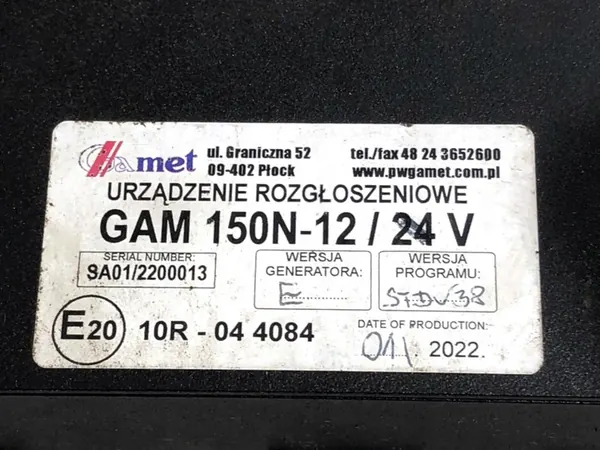 Gamet
ul. Graniczna 52 tel./fax 48 24 3652600
09-402 Płock www.pwgamet.com.pl
URZĄDZENIE ROZGŁOSZENIOWE
GAM 150N-12 / 24 V
SERIAL NUMBER:
SA01/2200013
WERSJA
GENERATORA:
E
WERSJA
PROGRAMU:
STDV38
E20 10R - 04 4084
DATE OF PRODUCTION:
01/ 2022.